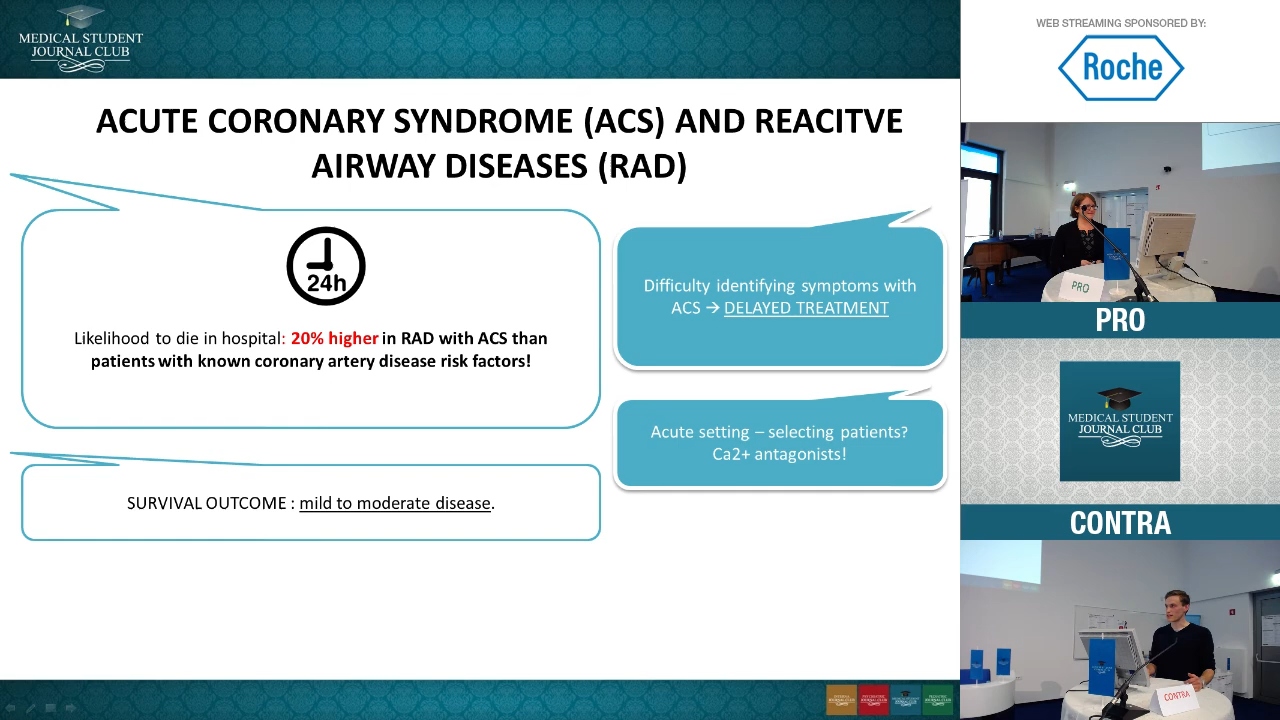 MEDICAL STUDENT
JOURNAL CLUB
ACUTE CORONARY SYNDROME (ACS) AND REACITVE
AIRWAY DISEASES (RAD)
24h
Likelihood to die in hospital: 20% higher in RAD with ACS than
patients with known coronary artery disease risk factors!
SURVIVAL OUTCOME : mild to moderate disease.
Difficulty identifying symptoms with
ACS → DELAYED TREATMENT
Acute setting – selecting patients?
Ca2+ antagonists!
WEB STREAMING SPONSORED BY:
Roche
PRO
PRO
MEDICAL STUDENT
JOURNAL CLUB
CONTRA
CONTRA